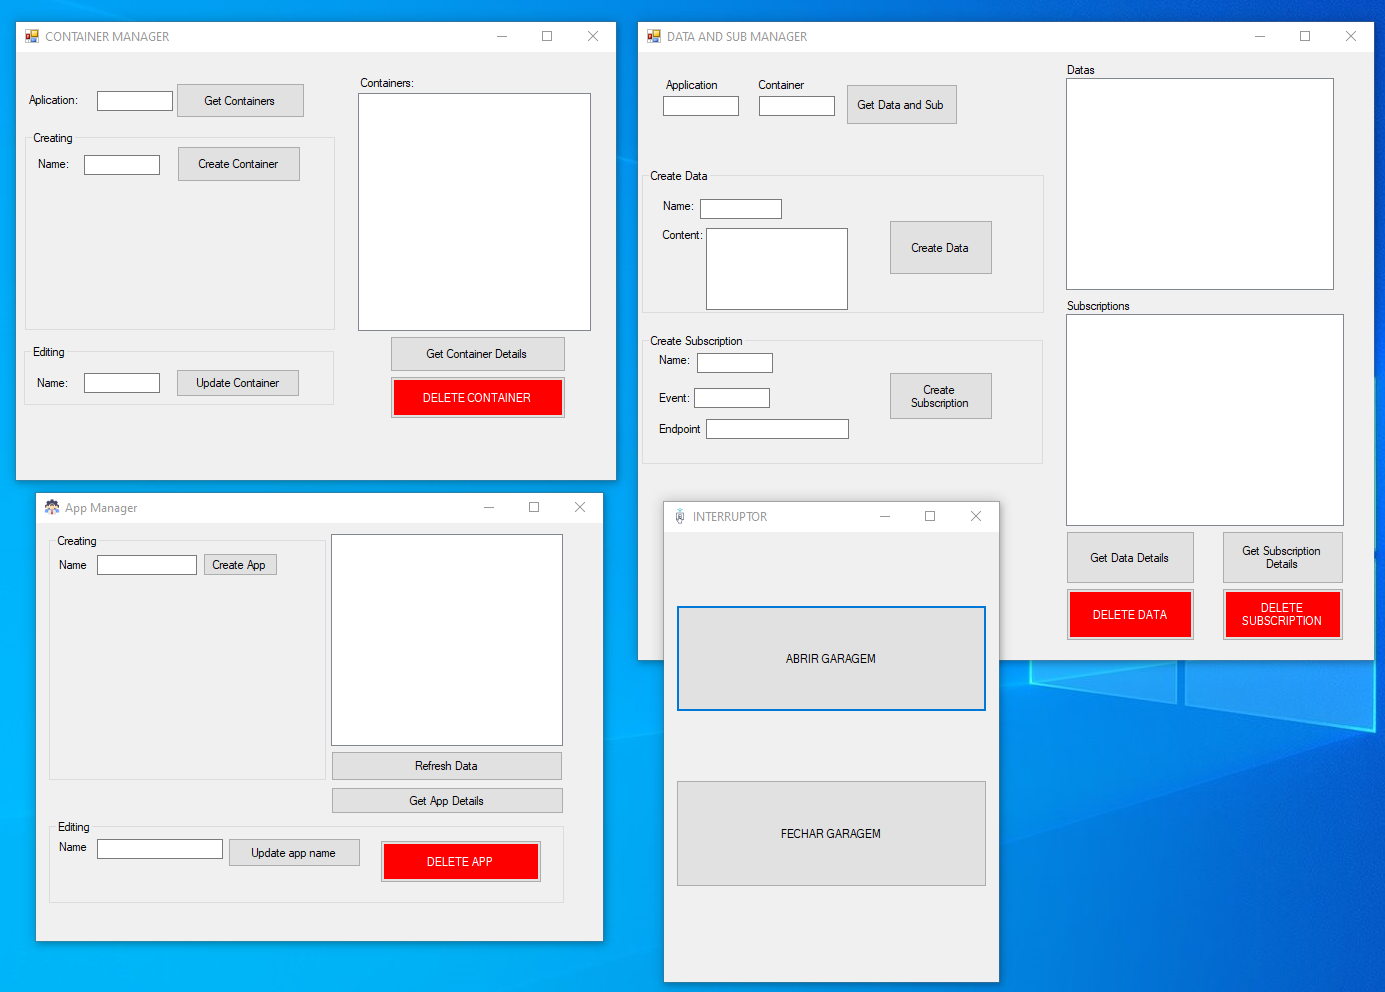 CONTAINER MANAGER
Aplication:
Get Containers
Creating
Name:
Create Container
Editing
Name:
Update Container
Containers:
Get Container Details
DELETE CONTAINER
DATA AND SUB MANAGER
Application
Container
Get Data and Sub
Create Data
Name:
Content:
Create Data
Create Subscription
Name:
Event:
Endpoint
Create
Subscription
Datas
Subscriptions
Get Data Details
Get Subscription
Details
DELETE DATA
DELETE
SUBSCRIPTION
App Manager
Creating
Name
Create App
Refresh Data
Get App Details
Editing
Name
Update app name
DELETE APP
INTERRUPTOR
ABRIR GARAGEM
FECHAR GARAGEM